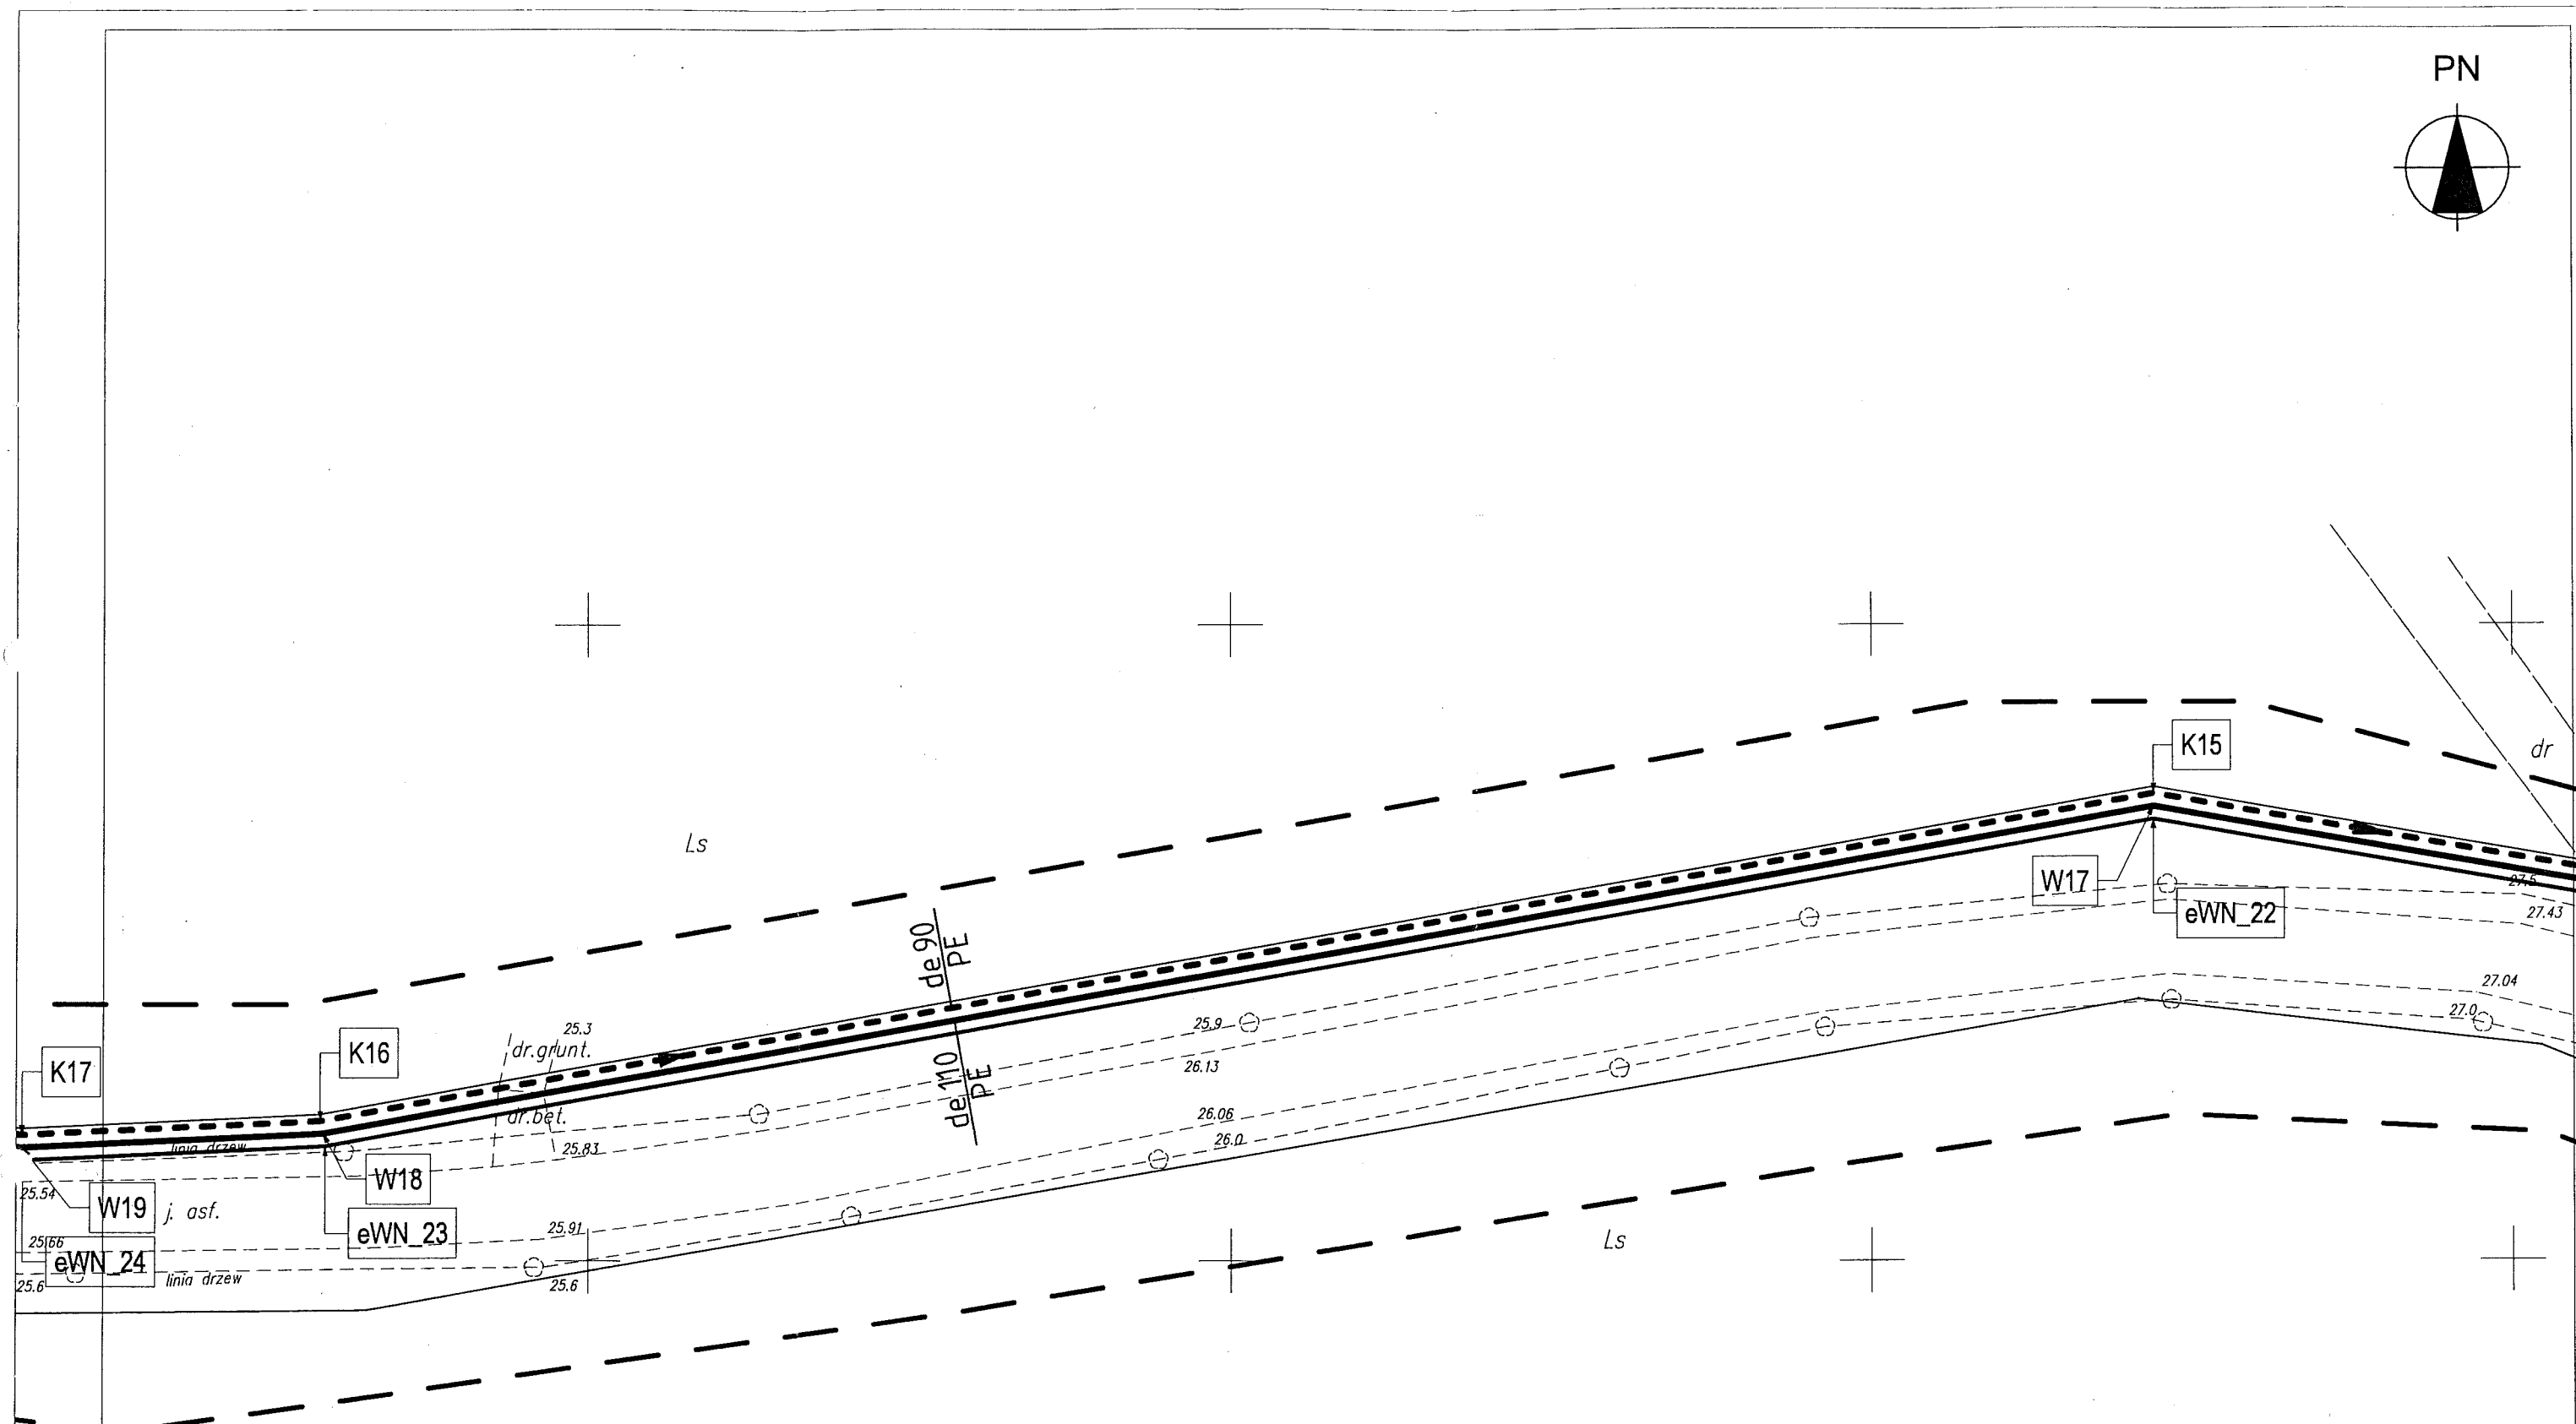 PN
K15
dr
Ls
W17
27.5
27.43
eWN_22
de 90
PE
27.04
27.0
25.3
dr.grunt.
25.9
K16
K17
26.13
de 110
PE
dr.bet.
26.06
26.0
linia drzew
25.83
W18
25.54
W19
j. asf.
25.91
eWN_23
25.66
eWN_24
Ls
linia drzew
25.6
25.6